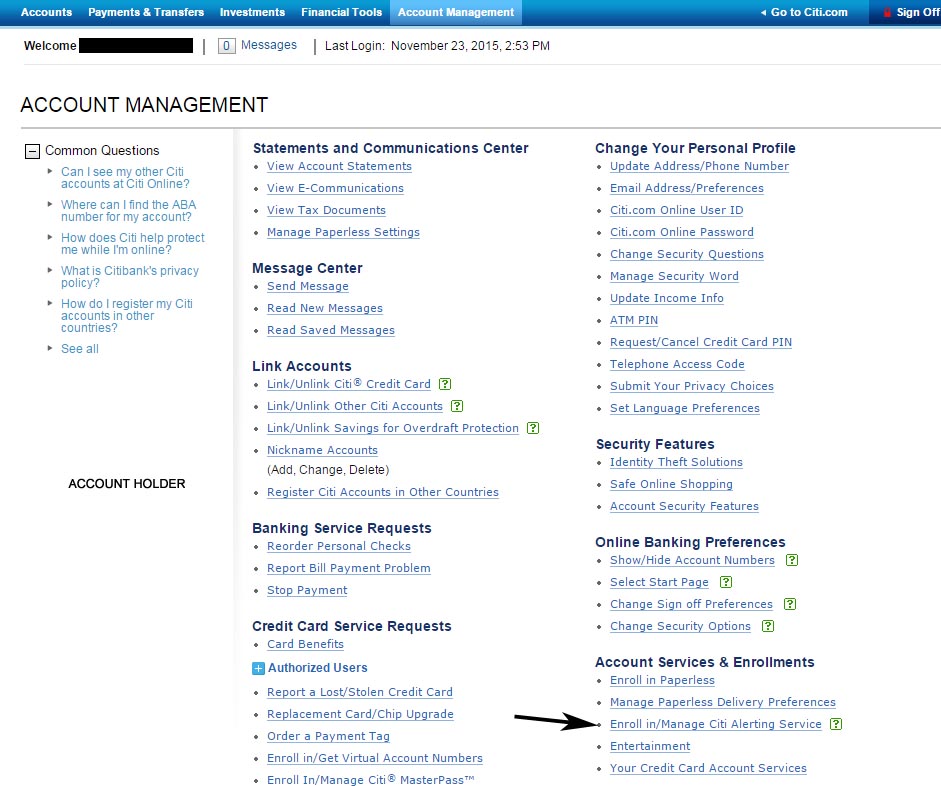 Accounts Payments & Transfers Investments Financial Tools Account Management Go to Citi.com Sign Off
Welcome 0 Messages Last Login: November 23, 2015, 2:53 PM
ACCOUNT MANAGEMENT
Common Questions
Can I see my other Citi
accounts at Citi Online?
Where can I find the ABA
number for my account?
How does Citi help protect
me while I'm online?
What is Citibank's privacy
policy?
How do I register my Citi
accounts in other
countries?
See all
ACCOUNT HOLDER
Statements and Communications Center
View Account Statements
View E-Communications
View Tax Documents
Manage Paperless Settings
Message Center
Send Message
Read New Messages
Read Saved Messages
Link Accounts
Link/Unlink Citi® Credit Card ?
Link/Unlink Other Citi Accounts ?
Link/Unlink Savings for Overdraft Protection ?
Nickname Accounts
(Add, Change, Delete)
Register Citi Accounts in Other Countries
Banking Service Requests
Reorder Personal Checks
Report Bill Payment Problem
Stop Payment
Credit Card Service Requests
Card Benefits
Authorized Users
Report a Lost/Stolen Credit Card
Replacement Card/Chip Upgrade
Order a Payment Tag
Enroll in/Get Virtual Account Numbers
Enroll In/Manage Citi® MasterPass™
Change Your Personal Profile
Update Address/Phone Number
Email Address/Preferences
Citi.com Online User ID
Citi.com Online Password
Change Security Questions
Manage Security Word
Update Income Info
ATM PIN
Request/Cancel Credit Card PIN
Telephone Access Code
Submit Your Privacy Choices
Set Language Preferences
Security Features
Identity Theft Solutions
Safe Online Shopping
Account Security Features
Online Banking Preferences
Show/Hide Account Numbers ?
Select Start Page ?
Change Sign off Preferences ?
Change Security Options ?
Account Services & Enrollments
Enroll in Paperless
Manage Paperless Delivery Preferences
Enroll in/Manage Citi Alerting Service ?
Entertainment
Your Credit Card Account Services